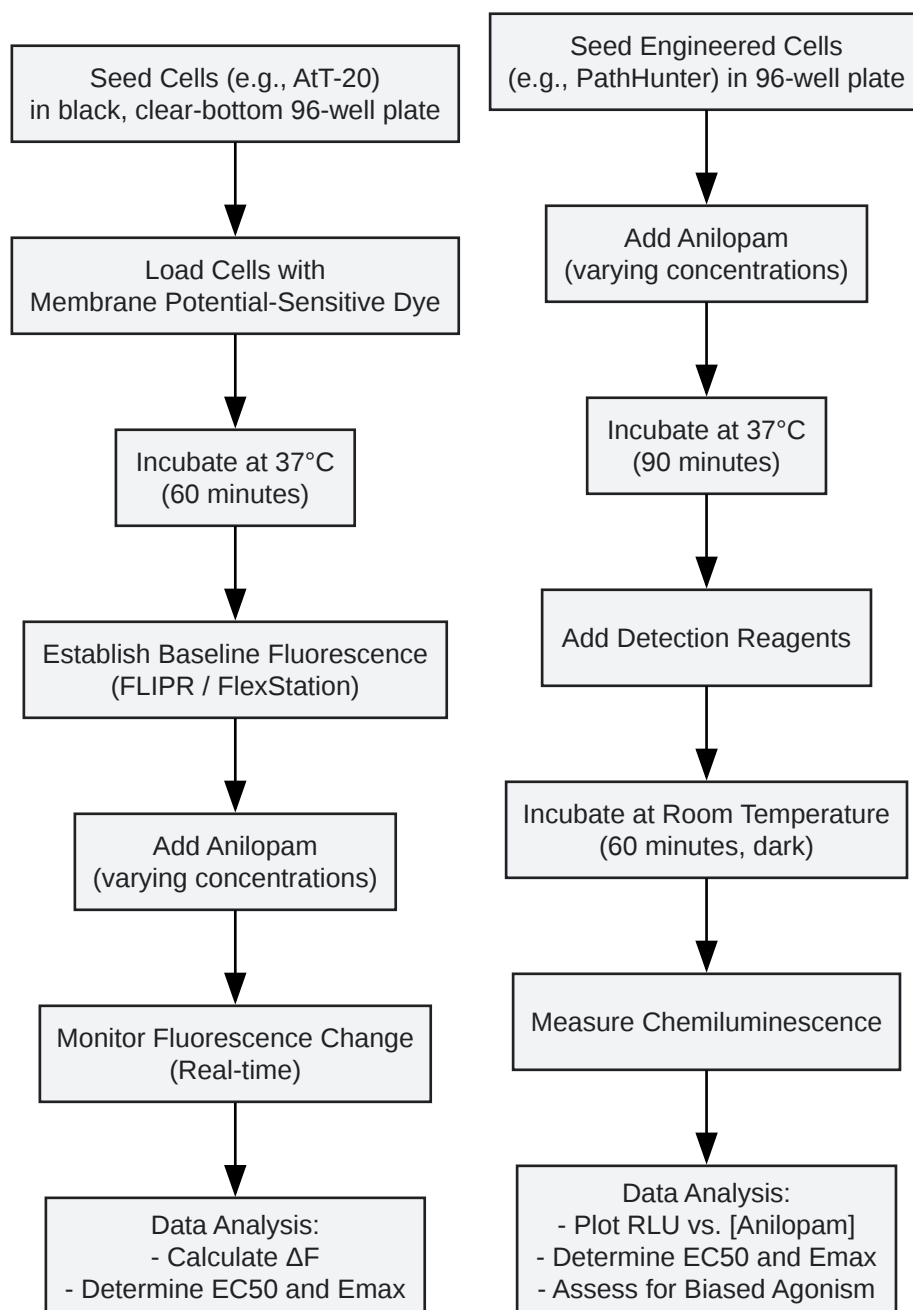 Seed Cells (e.g., AtT-20)
in black, clear-bottom 96-well plate
Load Cells with
Membrane Potential-Sensitive Dye
Incubate at 37°C
(60 minutes)
Establish Baseline Fluorescence
(FLIPR / FlexStation)
Add Anilopam
(varying concentrations)
Monitor Fluorescence Change
(Real-time)
Data Analysis:
- Calculate ΔF
- Determine EC50 and Emax
Seed Engineered Cells
(e.g., PathHunter) in 96-well plate
Add Anilopam
(varying concentrations)
Incubate at 37°C
(90 minutes)
Add Detection Reagents
Incubate at Room Temperature
(60 minutes, dark)
Measure Chemiluminescence
Data Analysis:
- Plot RLU vs. [Anilopam]
- Determine EC50 and Emax
- Assess for Biased Agonism